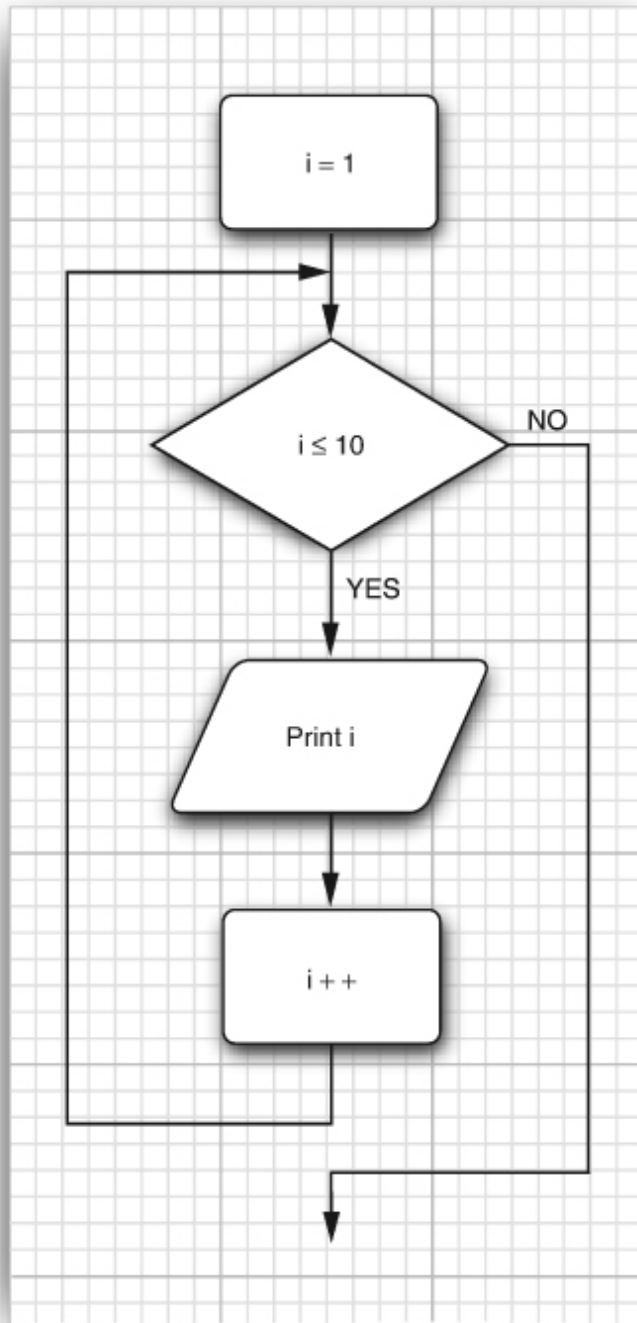 i = 1
i ≤ 10
NO
YES
Print i
i + +